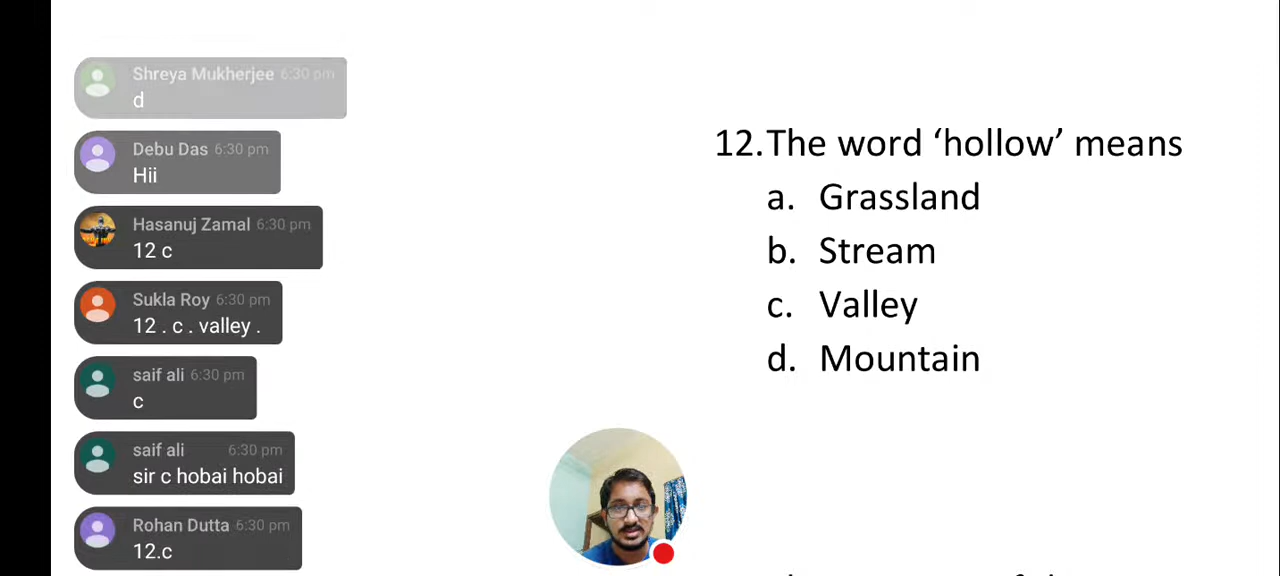 Shreya Mukherjee 6:30 pm
d
Debu Das 6:30 pm
Hii
Hasanuj Zamal 6:30 pm
12 c
Sukla Roy 6:30 pm
12 . c . valley .
saif ali 6:30 pm
c
saif ali 6:30 pm
sir c hobai hobai
Rohan Dutta 6:30 pm
12.c
12. The word ‘hollow’ means
a. Grassland
b. Stream
c. Valley
d. Mountain